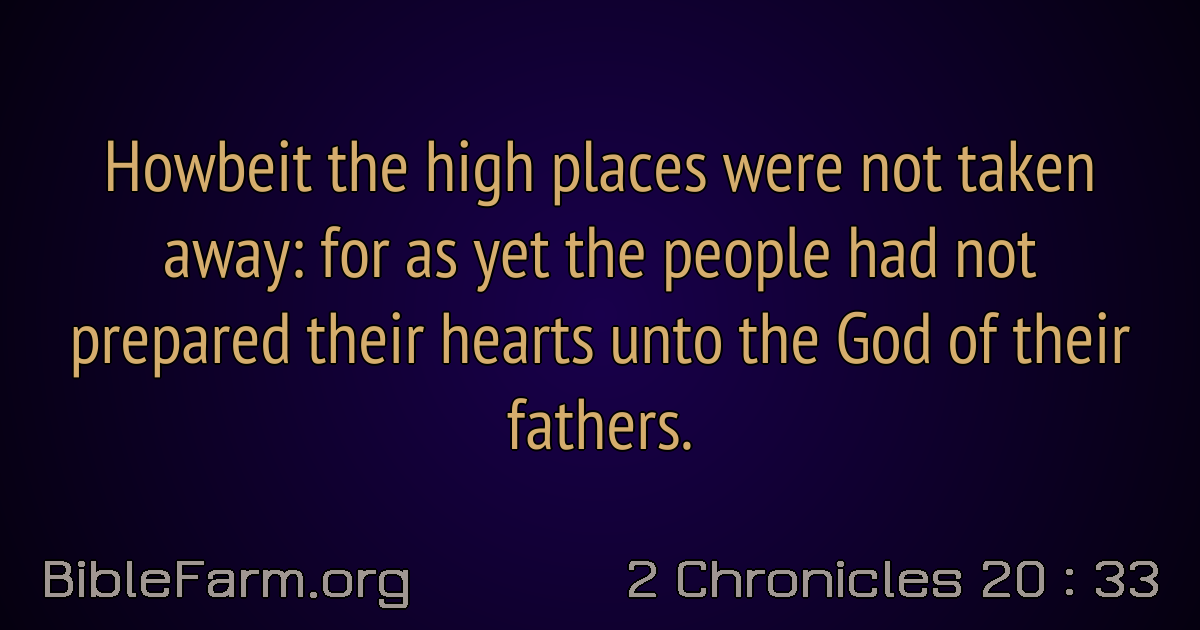 Howbeit the high places were not taken
away: for as yet the people had not
prepared their hearts unto the God of their
fathers.
BibleFarm.org
2 Chronicles 20 : 33